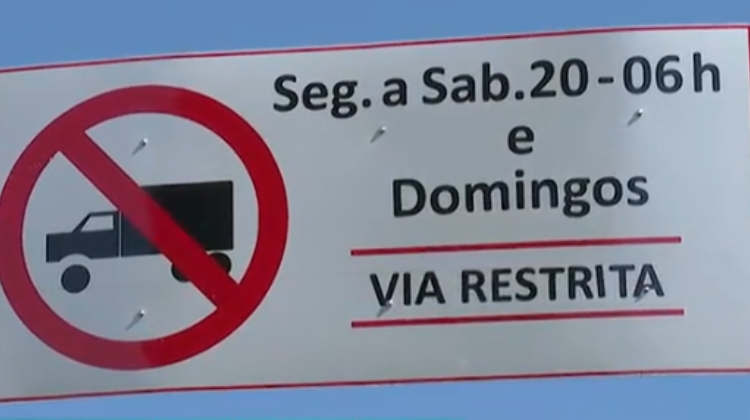 Seg. a Sab. 20 - 06 h
e
Domingos
VIA RESTRITA